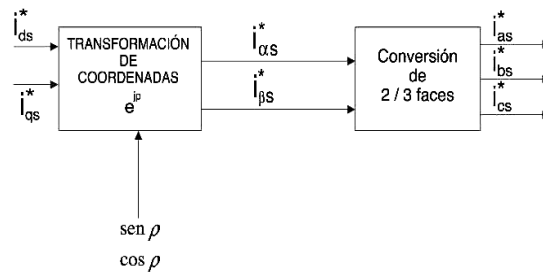 i*ds
i*qs
TRANSFORMACIÓN
DE
COORDENADAS
e^jρ
i*αs
i*βs
Conversión
de
2 / 3 faces
i*as
i*bs
i*cs
sen ρ
cos ρ